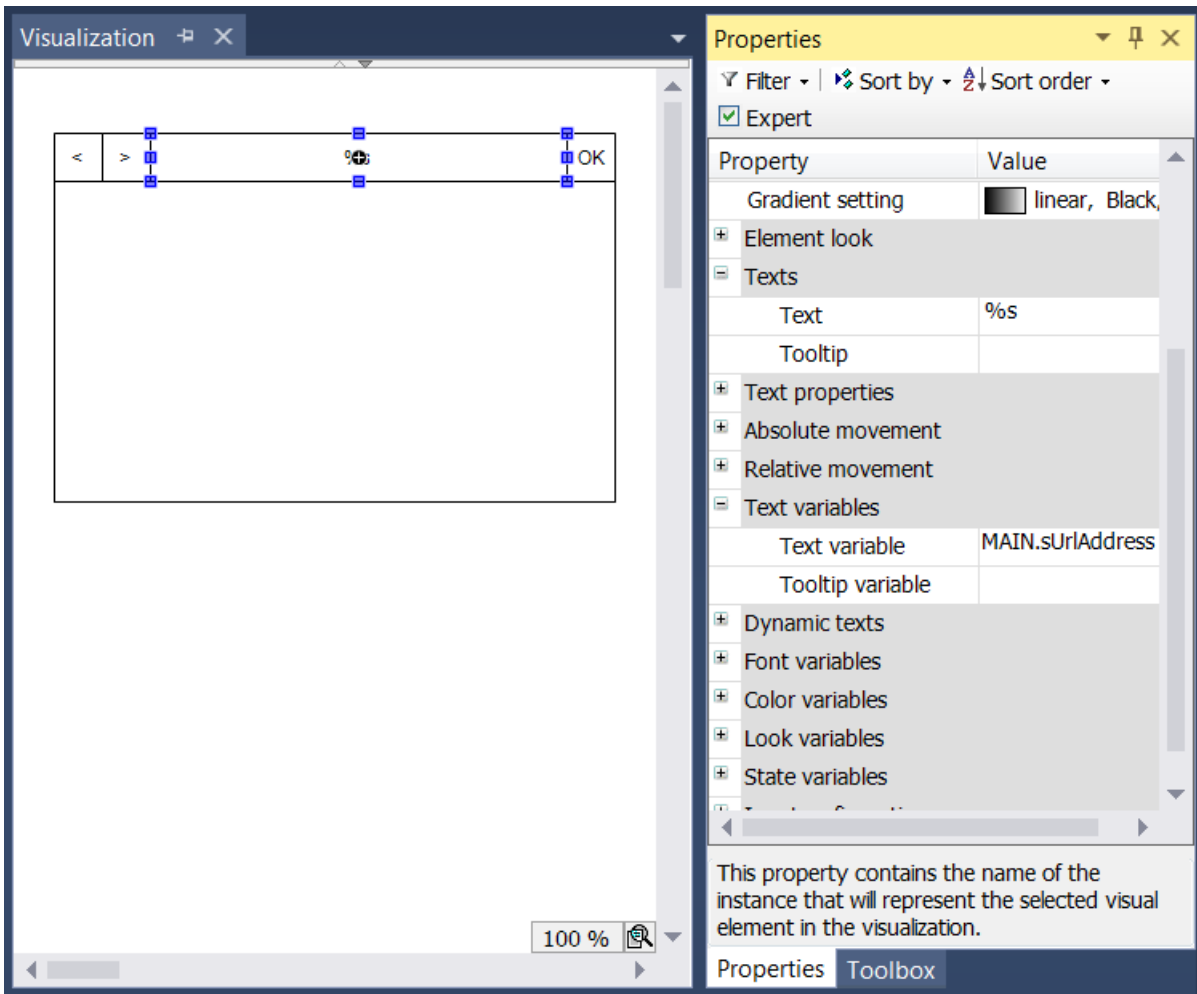 Visualization
< > %s OK
100 %
Properties
Filter Sort by Sort order
Expert
Property Value
Gradient setting linear, Black,
Element look
Texts
Text %s
Tooltip
Text properties
Absolute movement
Relative movement
Text variables
Text variable MAIN.sUrlAddress
Tooltip variable
Dynamic texts
Font variables
Color variables
Look variables
State variables
This property contains the name of the
instance that will represent the selected visual
element in the visualization.
Properties Toolbox